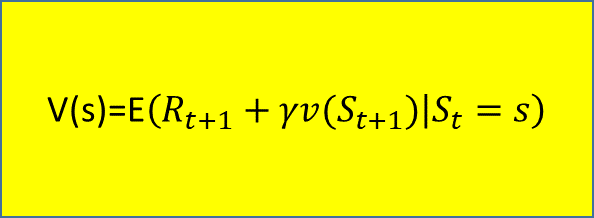 V(s)=E(R_{t+1} + γv(S_{t+1})|S_t = s)